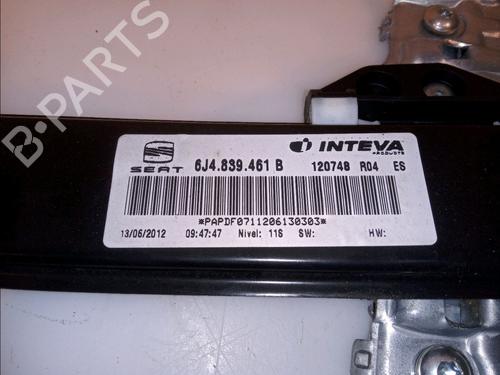 B-PARTS
SEAT
6J4.839.461 B
INTEVA
PRODUCTS
120748 R04 ES
*PAPDF0711206130303*
13/06/2012 09:47:47 Nivel: 11S SW: HW: